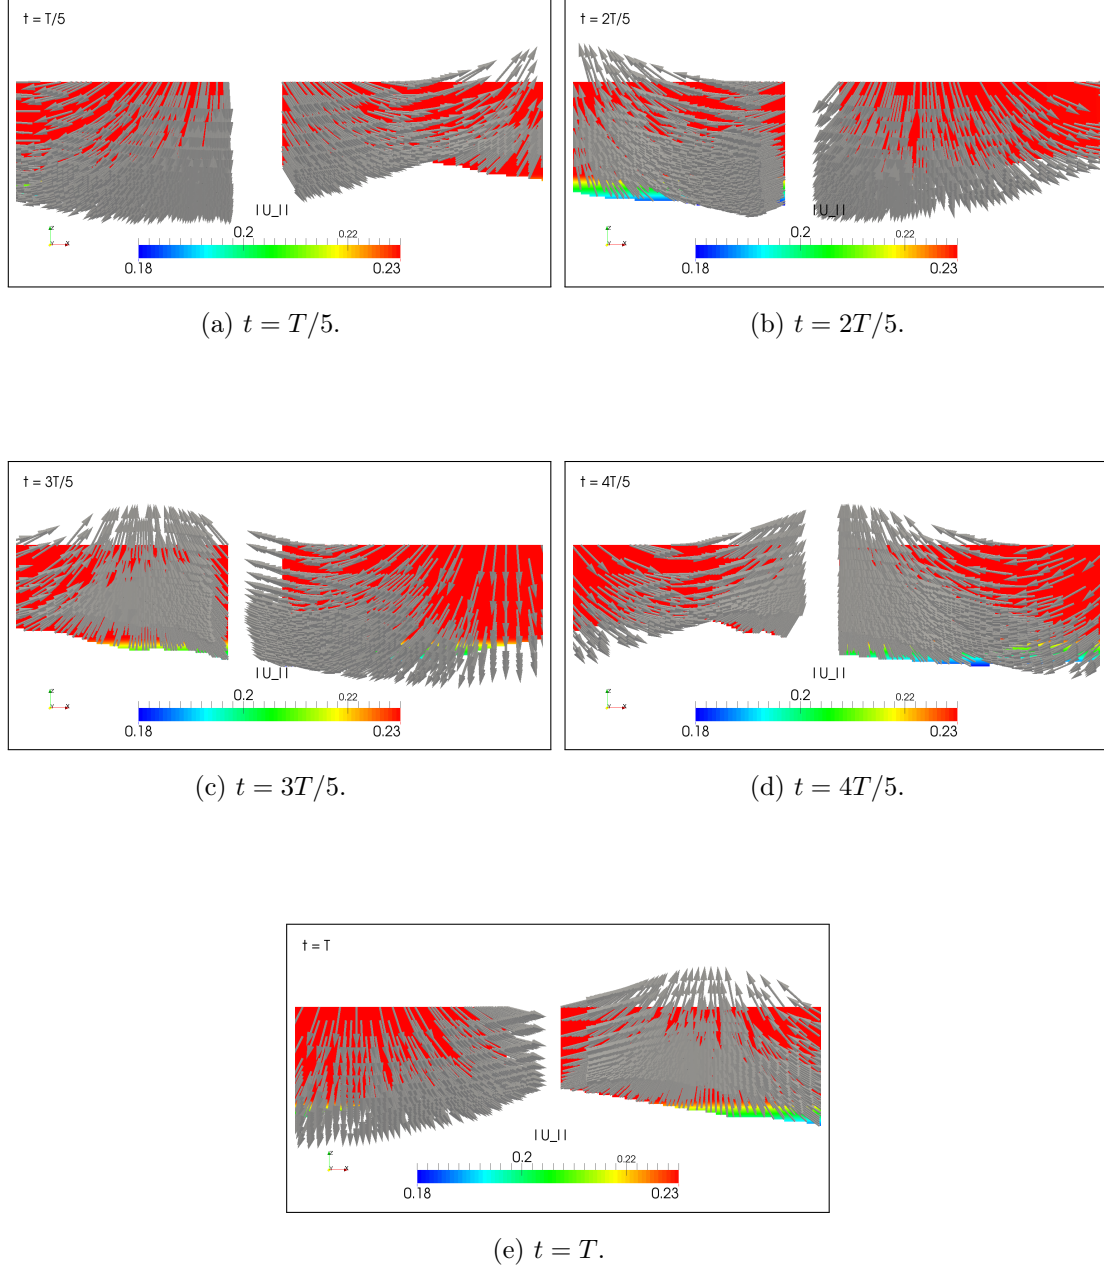 t = T/5
| U_I |
0.2
0.22
0.18
0.23
(a) t = T/5.
t = 2T/5
| U_I |
0.2
0.22
0.18
0.23
(b) t = 2T/5.
t = 3T/5
| U_I |
0.2
0.22
0.18
0.23
(c) t = 3T/5.
t = 4T/5
| U_I |
0.2
0.22
0.18
0.23
(d) t = 4T/5.
t = T
| U_I |
0.2
0.22
0.18
0.23
(e) t = T.